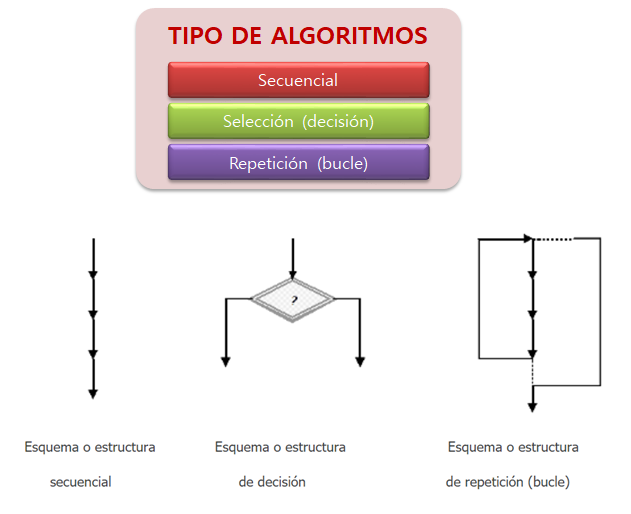 TIPO DE ALGORITMOS
Secuencial
Selección (decisión)
Repetición (bucle)
?
Esquema o estructura
secuencial
Esquema o estructura
de decisión
Esquema o estructura
de repetición (bucle)